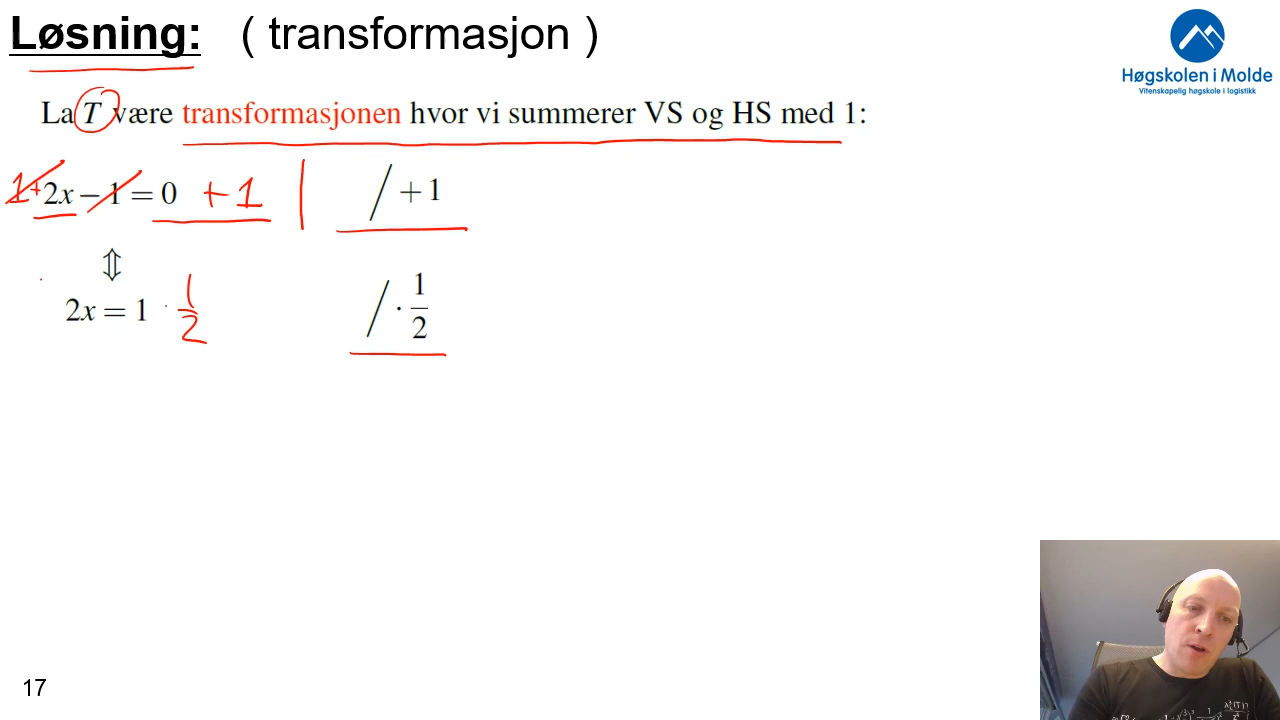 Løsning: ( transformasjon )
Høgskolen i Molde
Vitenskapelig høgskole i logistikk
La T være transformasjonen hvor vi summerer VS og HS med 1:
1+2x − 1 = 0 +1 | / +1
⇕
2x = 1 · 1/2 / · 1/2
17